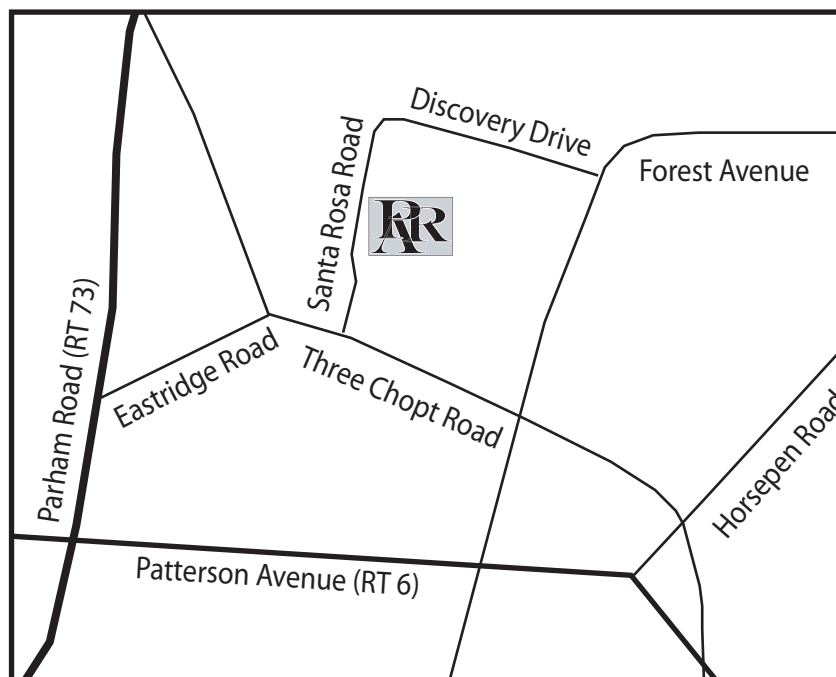 Discovery Drive
Santa Rosa Road
Forest Avenue
RAR
Parham Road (RT 73)
Eastridge Road
Three Chopt Road
Horsepen Road
Patterson Avenue (RT 6)